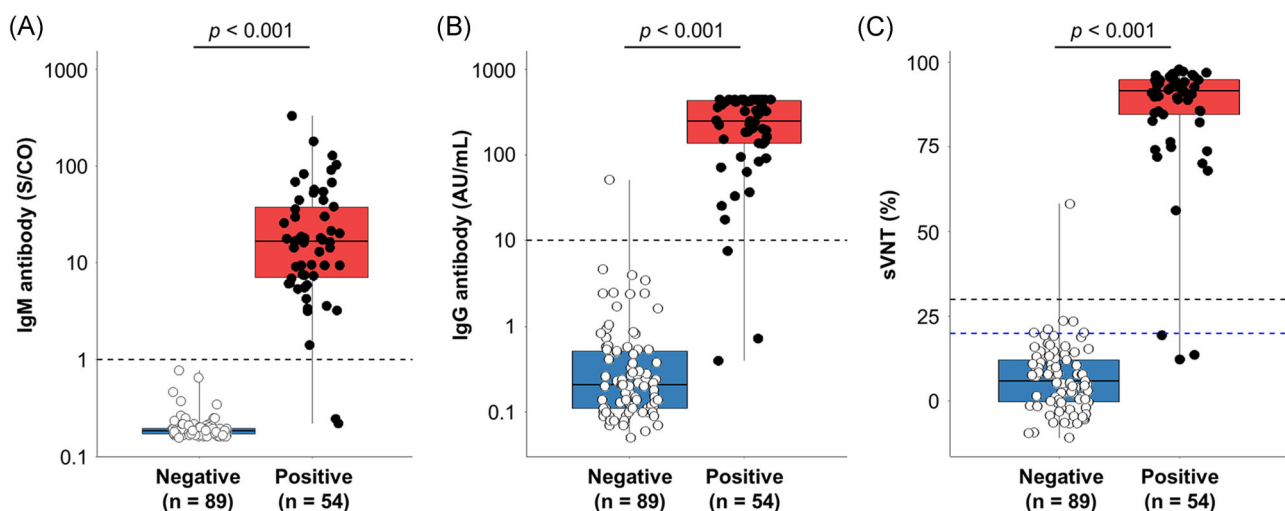 (A)
p < 0.001
IgM antibody (S/CO)
1000
100
10
1
0.1
Negative
(n = 89)
Positive
(n = 54)
(B)
p < 0.001
IgG antibody (AU/mL)
1000
100
10
1
0.1
Negative
(n = 89)
Positive
(n = 54)
(C)
p < 0.001
sVNT (%)
100
75
50
25
0
Negative
(n = 89)
Positive
(n = 54)